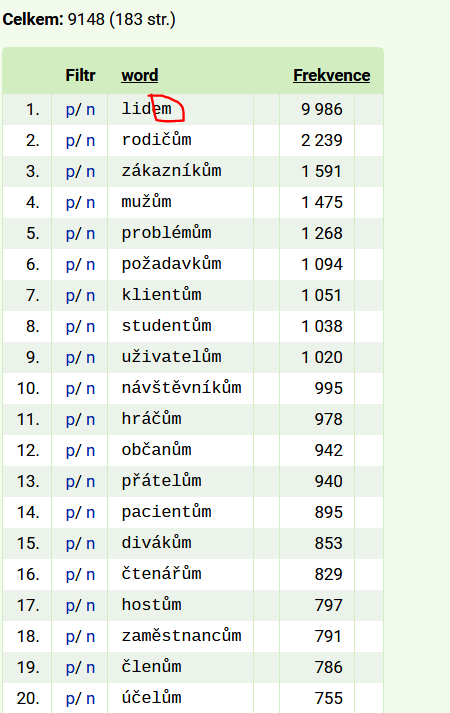 Celkem: 9148 (183 str.)
Filtr word Frekvence
1. p/ n lidem 9 986
2. p/ n rodičům 2 239
3. p/ n zákazníkům 1 591
4. p/ n mužům 1 475
5. p/ n problémům 1 268
6. p/ n požadavkům 1 094
7. p/ n klientům 1 051
8. p/ n studentům 1 038
9. p/ n uživatelům 1 020
10. p/ n návštěvníkům 995
11. p/ n hráčům 978
12. p/ n občanům 942
13. p/ n přátelům 940
14. p/ n pacientům 895
15. p/ n divákům 853
16. p/ n čtenářům 829
17. p/ n hostům 797
18. p/ n zaměstnancům 791
19. p/ n členům 786
20. p/ n účelům 755